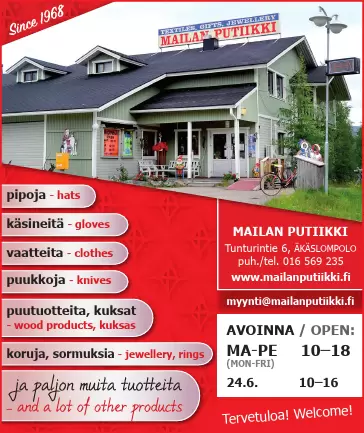 Since 1968
TEXTILES, GIFTS, JEWELLERY
MAILAN PUTIIKKI
pipoja - hats
käsineitä - gloves
vaatteita - clothes
puukkoja - knives
puutuotteita, kuksat
- wood products, kuksas
koruja, sormuksia - jewellery, rings
ja paljon muita tuotteita
- and a lot of other products
MAILAN PUTIIKKI
Tunturintie 6, ÄKÄSLOMPOLO
puh./tel. 016 569 235
www.mailanputiikki.fi
myynti@mailanputiikki.fi
AVOINNA / OPEN:
MA-PE 10–18
(MON-FRI)
24.6. 10–16
Tervetuloa! Welcome!